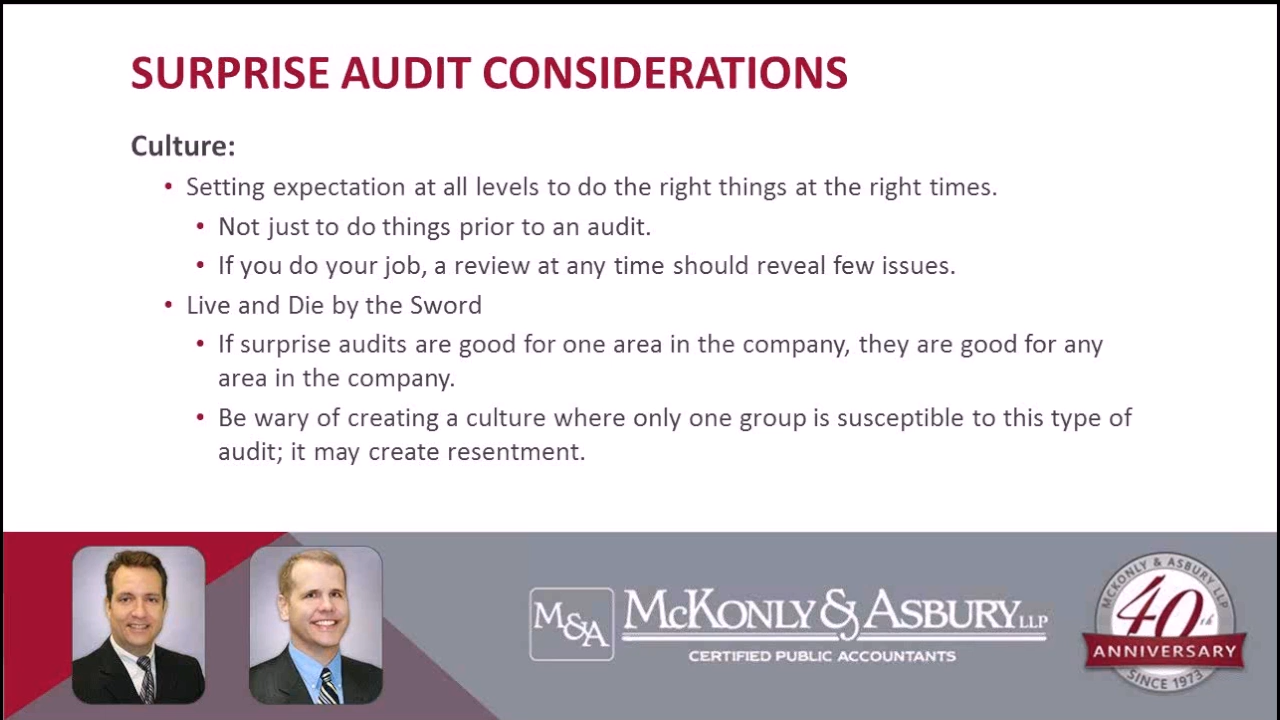 SURPRISE AUDIT CONSIDERATIONS
Culture:
• Setting expectation at all levels to do the right things at the right times.
• Not just to do things prior to an audit.
• If you do your job, a review at any time should reveal few issues.
• Live and Die by the Sword
• If surprise audits are good for one area in the company, they are good for any
area in the company.
• Be wary of creating a culture where only one group is susceptible to this type of
audit; it may create resentment.
M&A
McKonly & Asbury LLP
CERTIFIED PUBLIC ACCOUNTANTS
MCKONLY & ASBURY LLP
40th
ANNIVERSARY
SINCE 1973